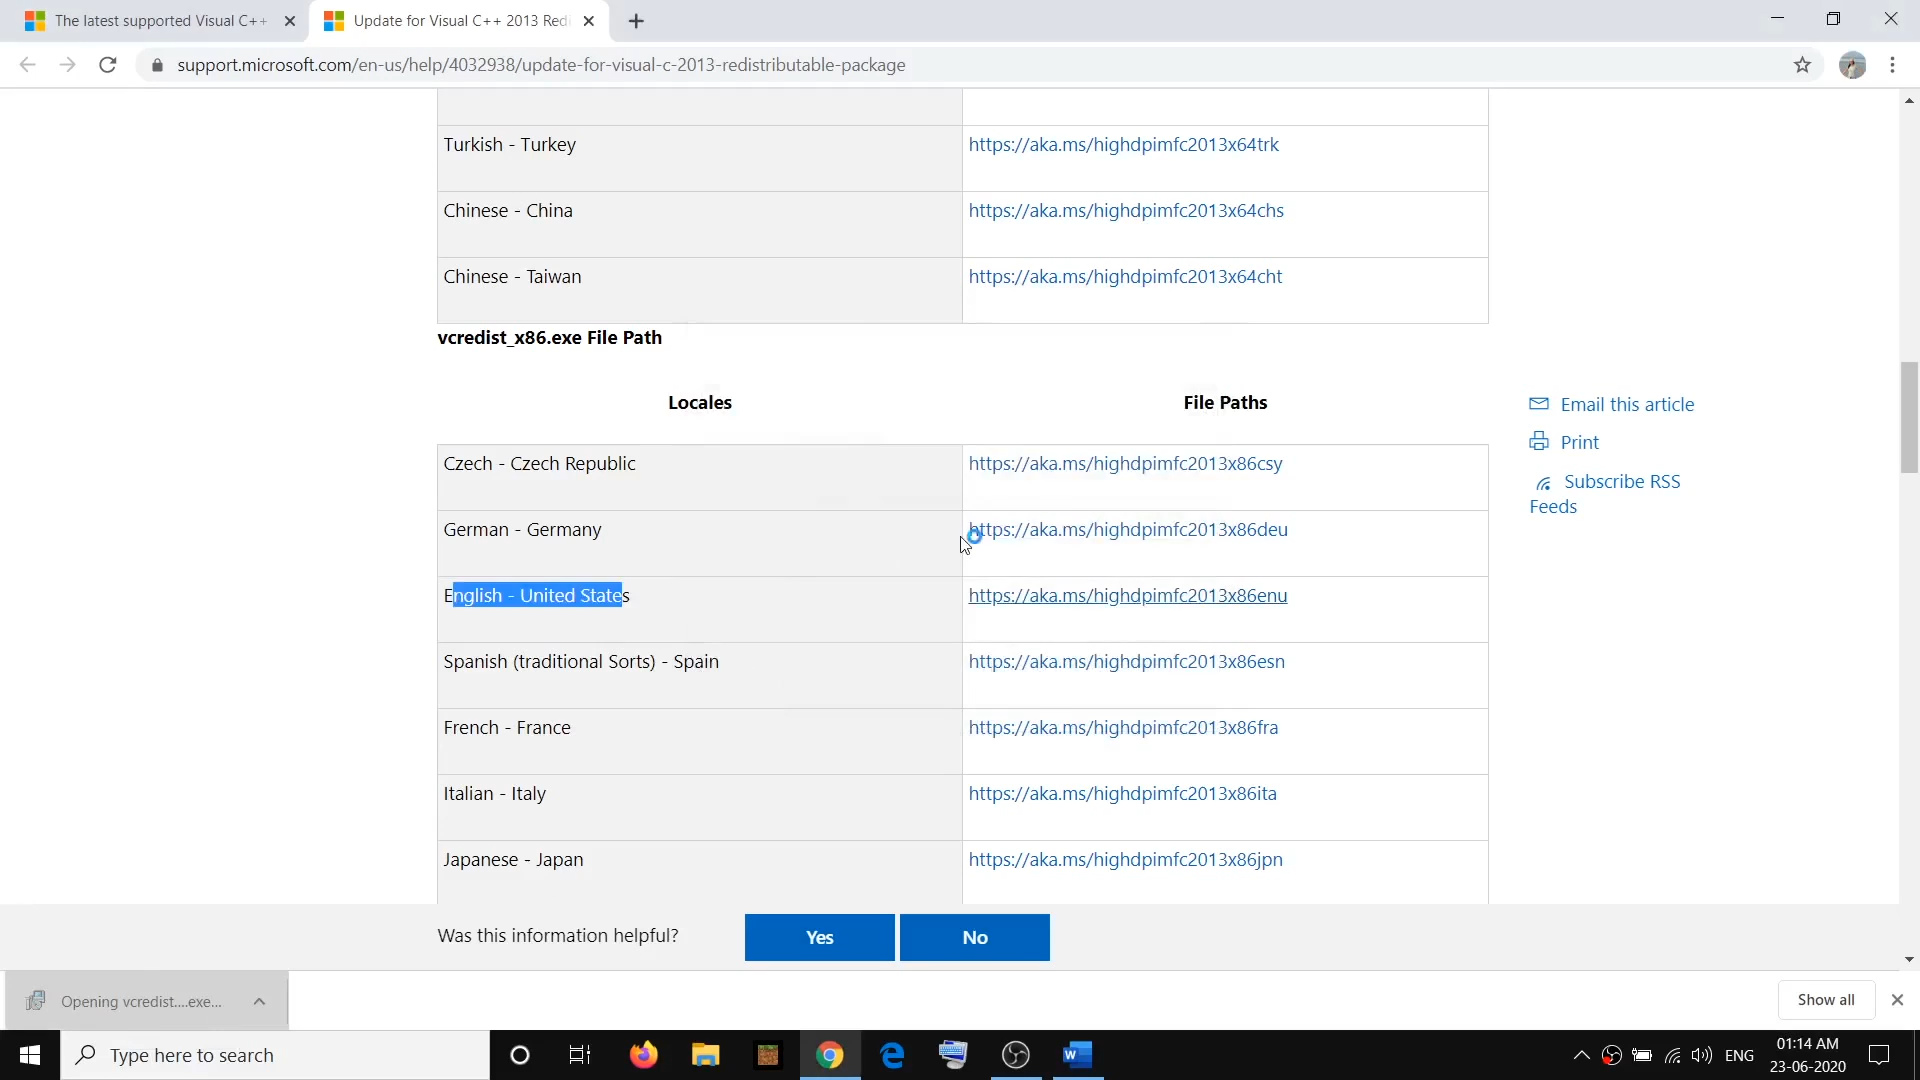 The latest supported Visual C++
Update for Visual C++ 2013 Redi
support.microsoft.com/en-us/help/4032938/update-for-visual-c-2013-redistributable-package
Turkish - Turkey https://aka.ms/highdpimfc2013x64trk
Chinese - China https://aka.ms/highdpimfc2013x64chs
Chinese - Taiwan https://aka.ms/highdpimfc2013x64cht
vcredist_x86.exe File Path
Locales File Paths
Email this article
Print
Subscribe RSS
Feeds
Czech - Czech Republic https://aka.ms/highdpimfc2013x86csy
German - Germany https://aka.ms/highdpimfc2013x86deu
English - United States https://aka.ms/highdpimfc2013x86enu
Spanish (traditional Sorts) - Spain https://aka.ms/highdpimfc2013x86esn
French - France https://aka.ms/highdpimfc2013x86fra
Italian - Italy https://aka.ms/highdpimfc2013x86ita
Japanese - Japan https://aka.ms/highdpimfc2013x86jpn
Was this information helpful? Yes No
Opening vcredist....exe... Show all
Type here to search
W
ENG
01:14 AM
23-06-2020